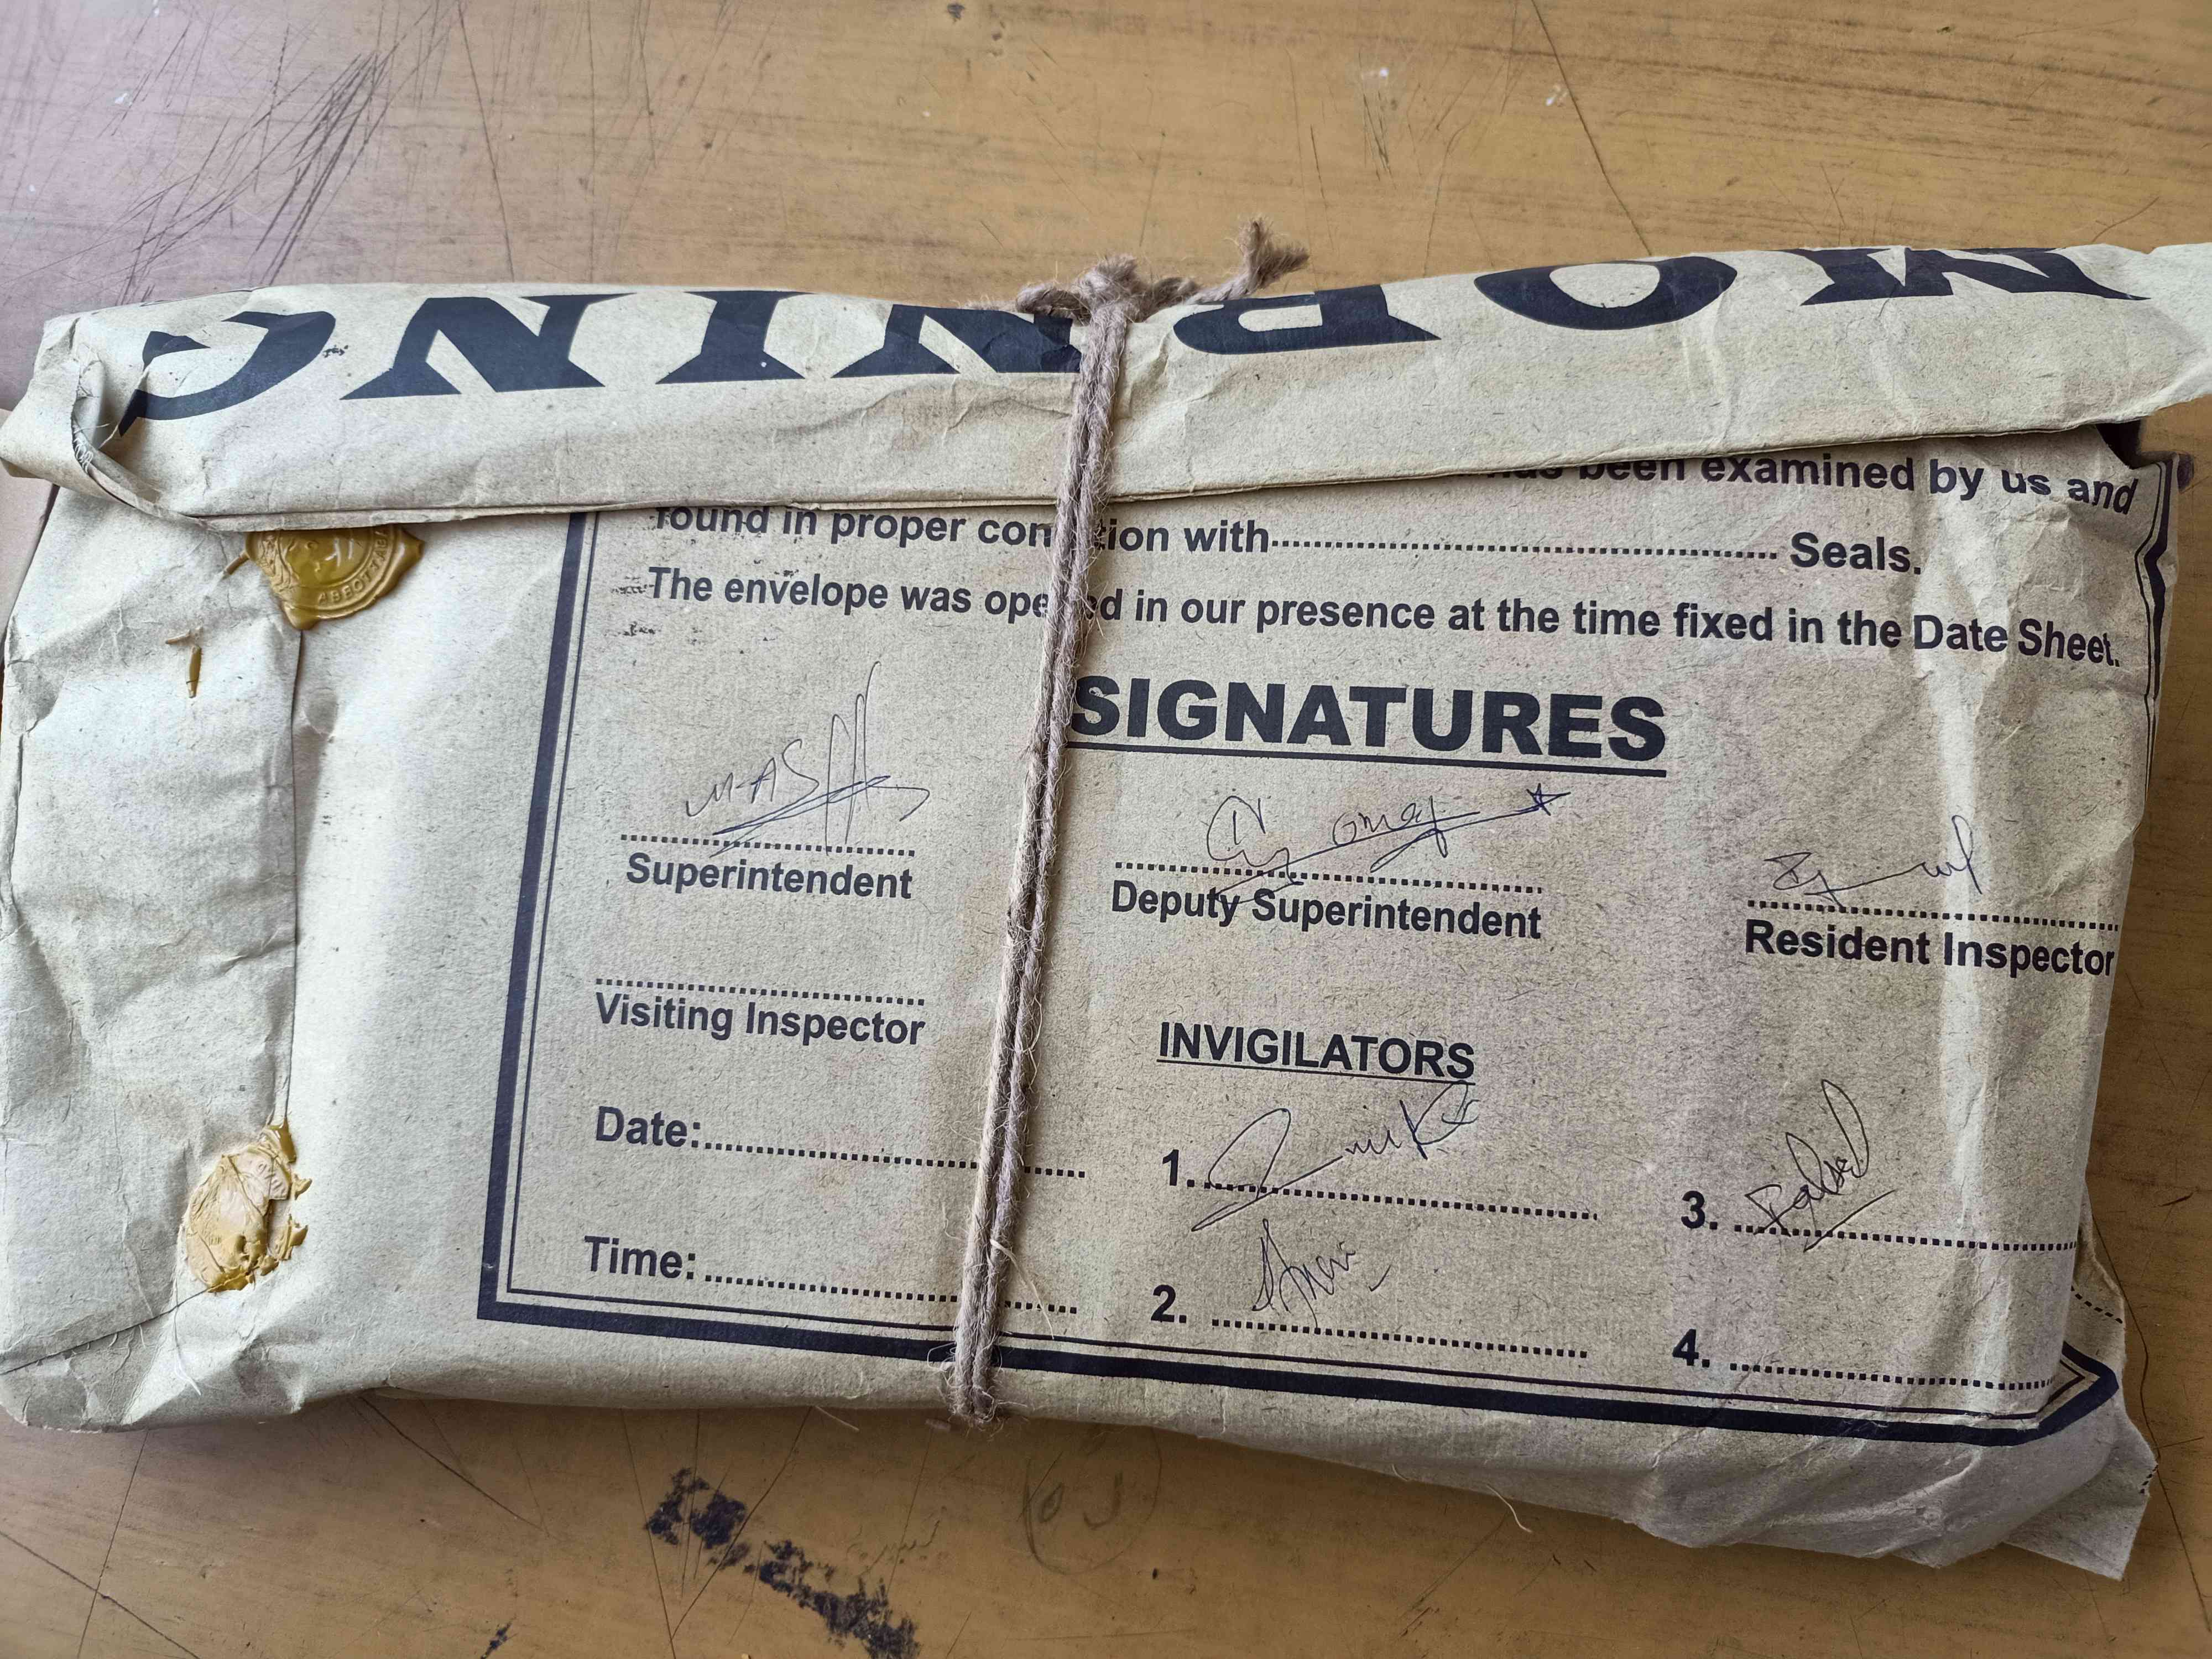 MORNING
been examined by us and
found in proper con ion with.................................................. Seals.
The envelope was ope d in our presence at the time fixed in the Date Sheet.
SIGNATURES
Superintendent
Deputy Superintendent
Resident Inspector
Visiting Inspector
INVIGILATORS
Date:
1.
3.
Time:
2.
4.
ABBOTTABAD